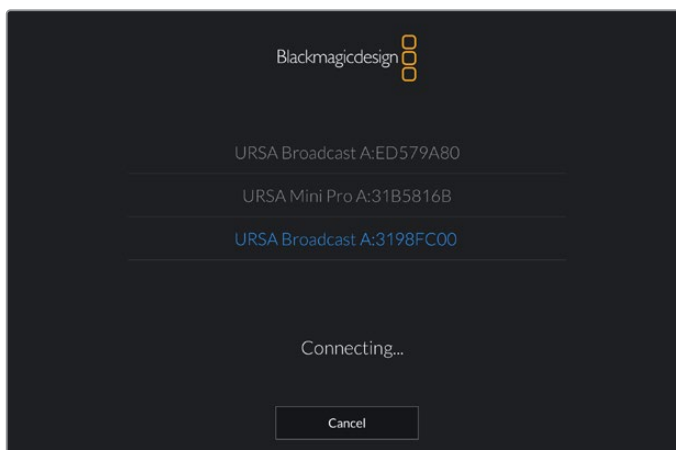 Blackmagicdesign
URSA Broadcast A:ED579A80
URSA Mini Pro A:31B5816B
URSA Broadcast A:3198FC00
Connecting...
Cancel